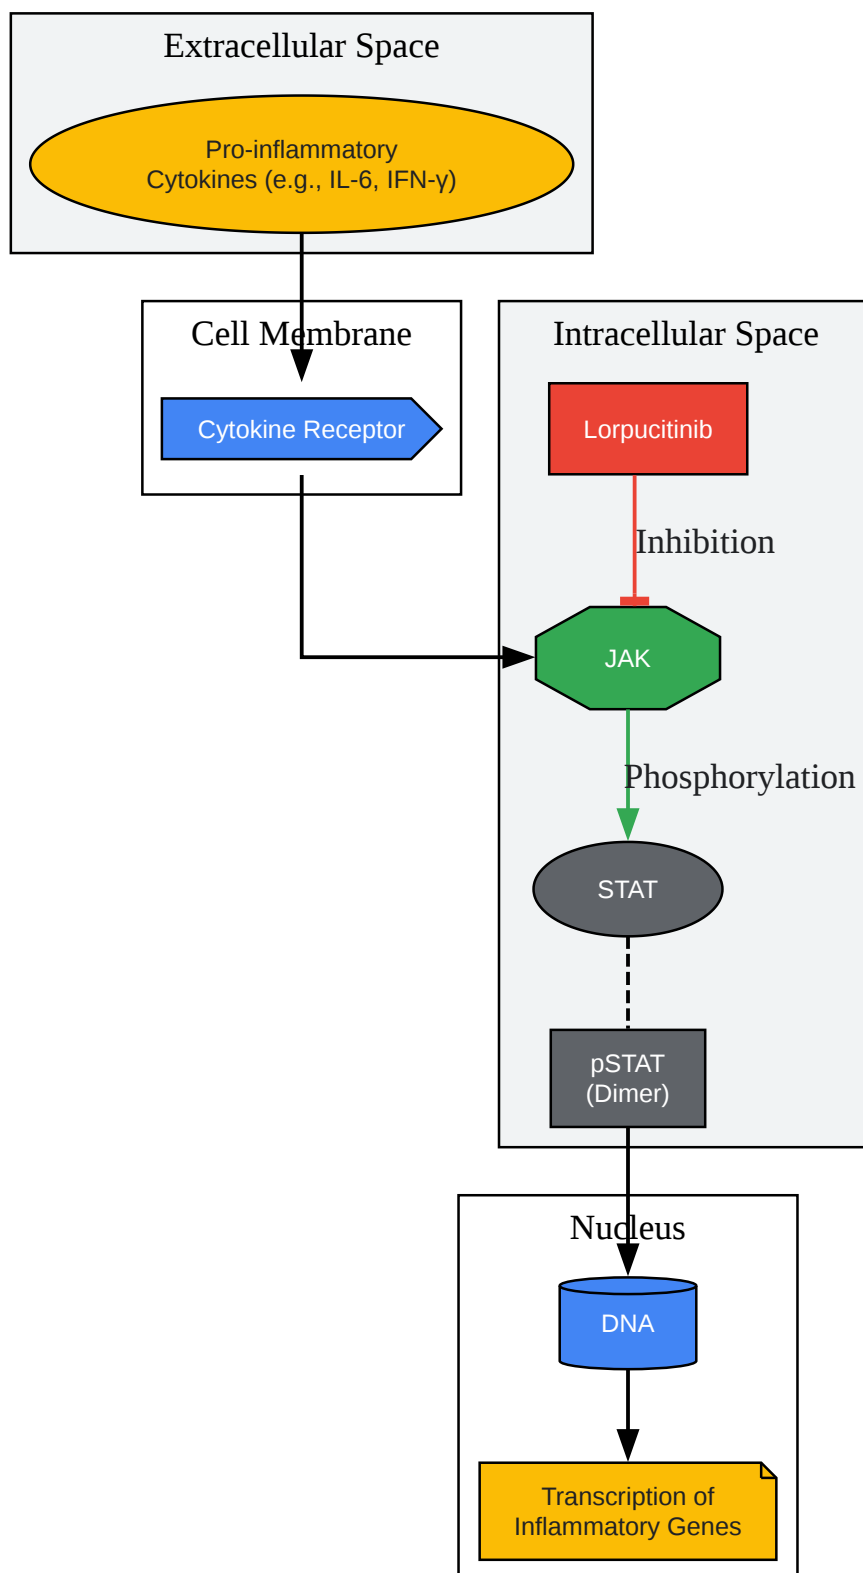 Extracellular Space
Pro-inflammatory
Cytokines (e.g., IL-6, IFN-γ)
Cell Membrane
Cytokine Receptor
Intracellular Space
Lorpucitinib
Inhibition
JAK
Phosphorylation
STAT
pSTAT
(Dimer)
Nucleus
DNA
Transcription of
Inflammatory Genes